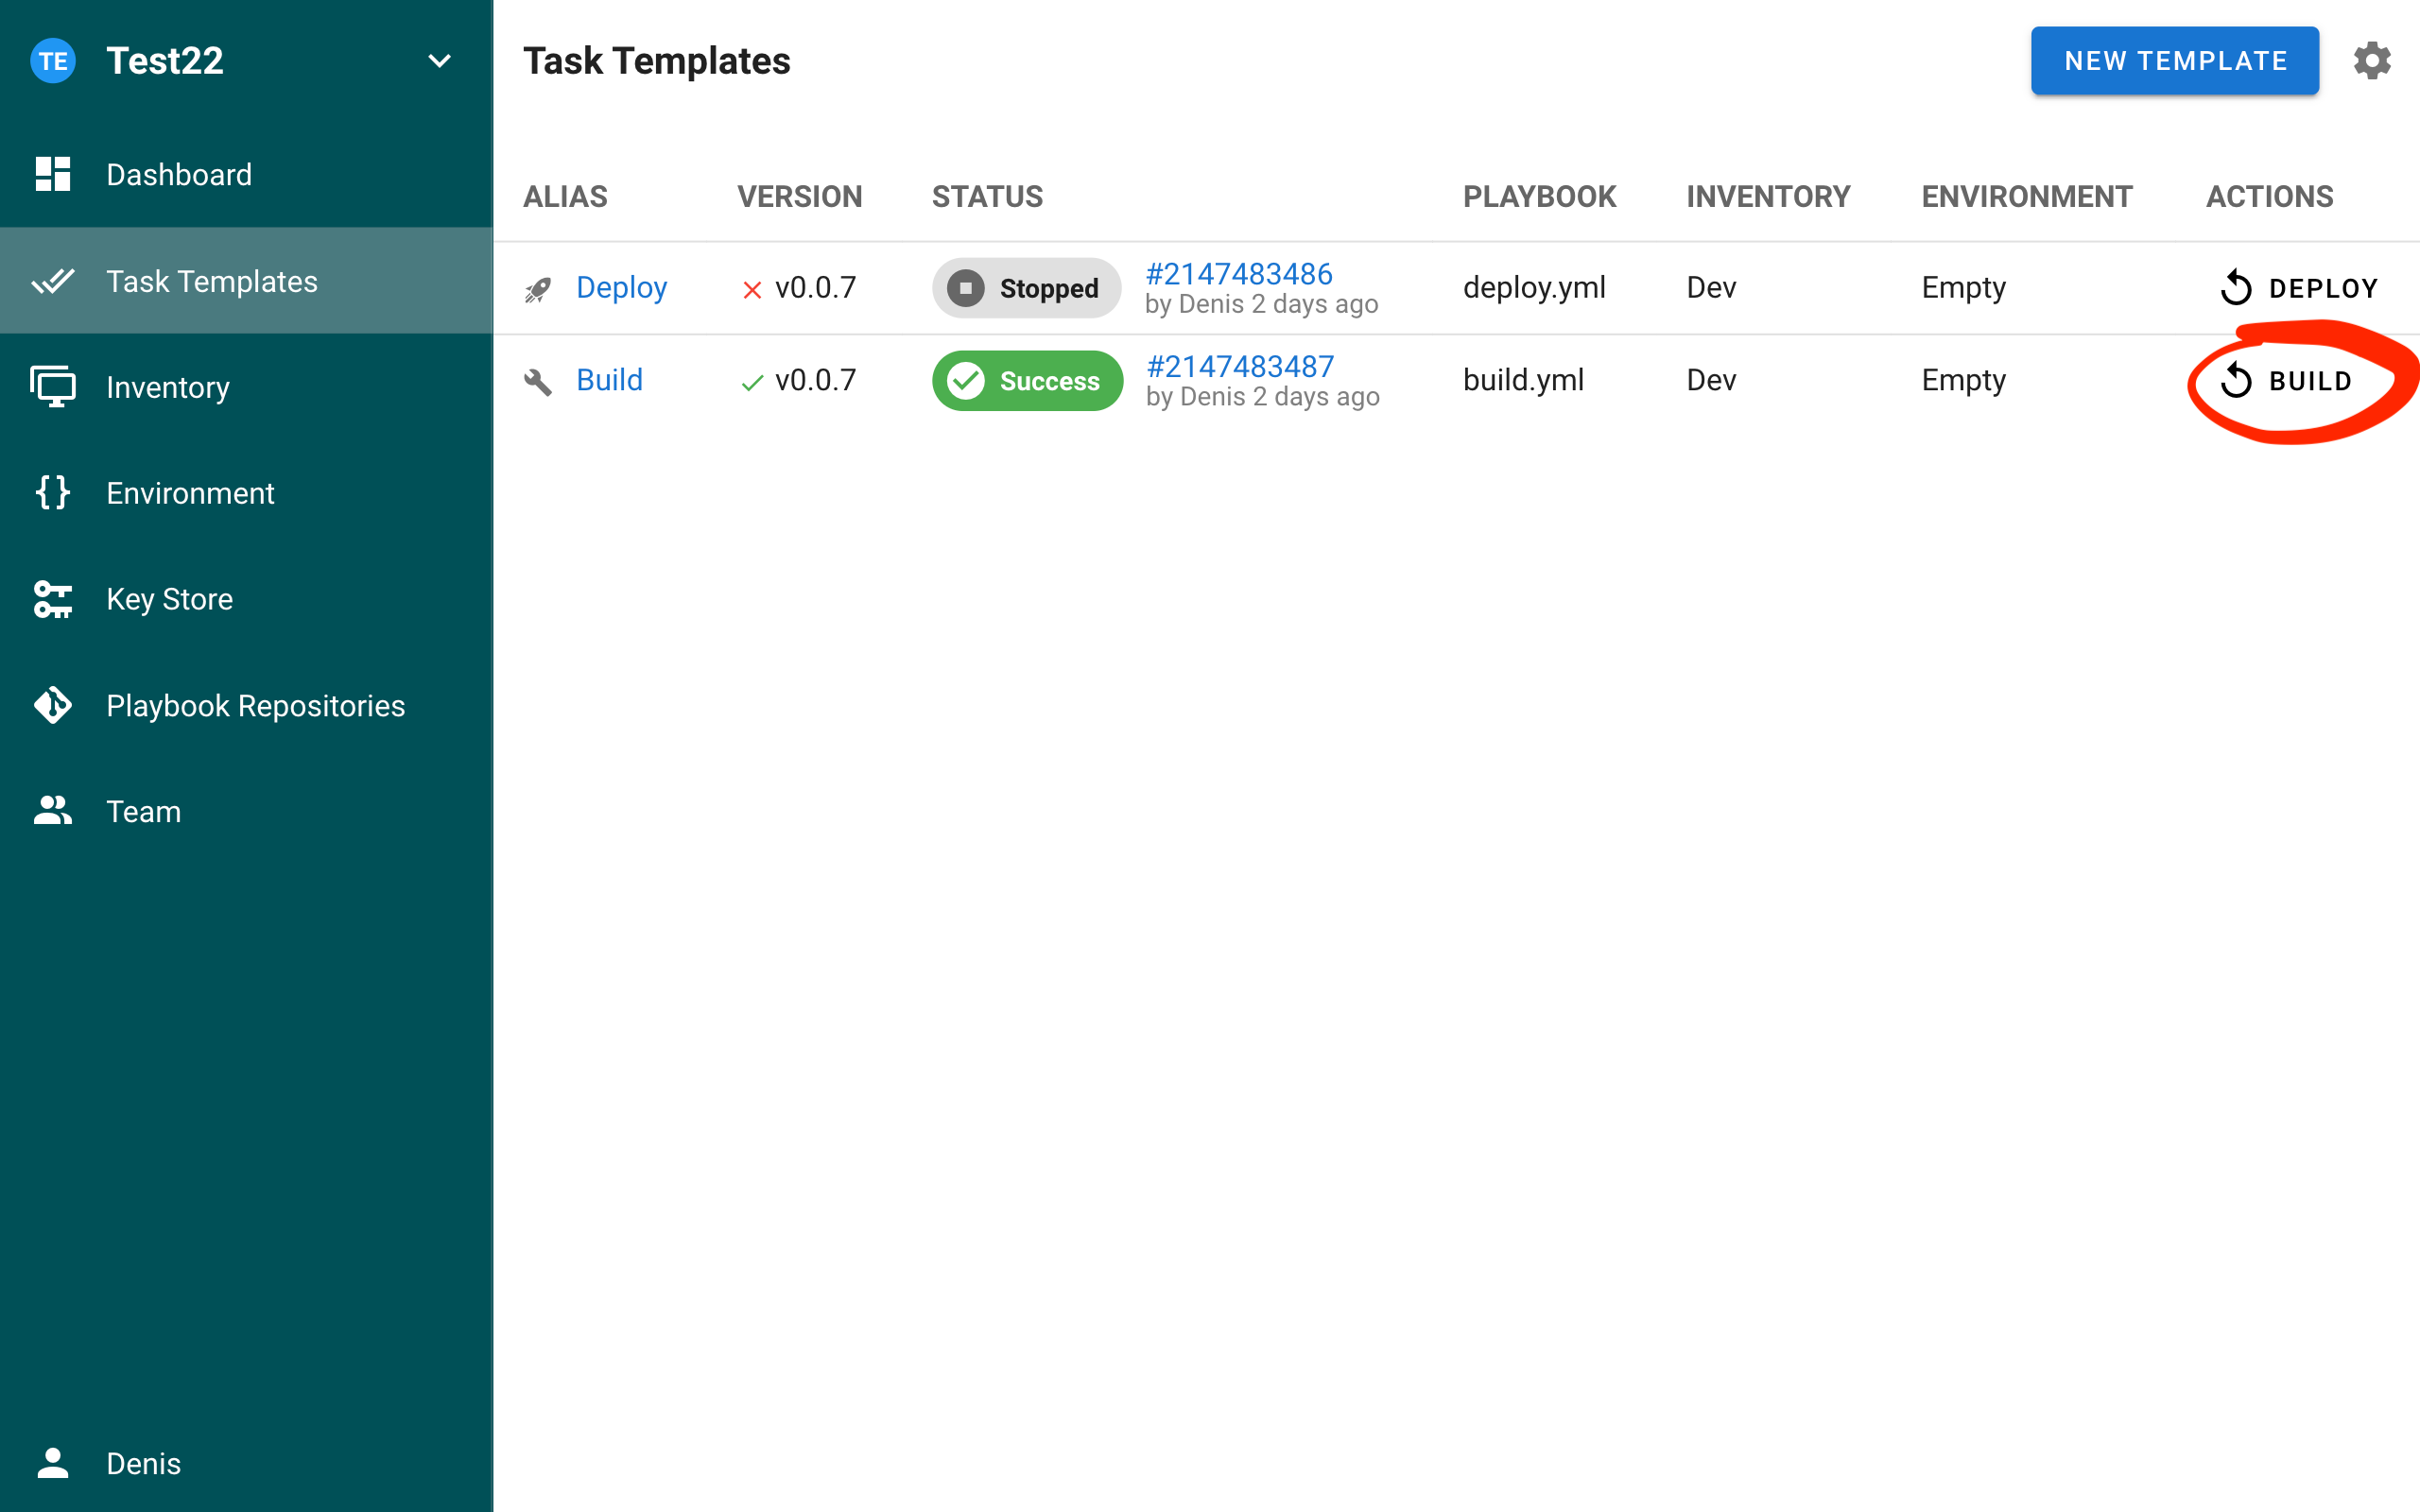 TE Test22
Dashboard
Task Templates
Inventory
Environment
Key Store
Playbook Repositories
Team
Denis
Task Templates
NEW TEMPLATE
ALIAS VERSION STATUS PLAYBOOK INVENTORY ENVIRONMENT ACTIONS
Deploy v0.0.7 Stopped #2147483486 deploy.yml Dev Empty DEPLOY
by Denis 2 days ago
Build v0.0.7 Success #2147483487 build.yml Dev Empty BUILD
by Denis 2 days ago